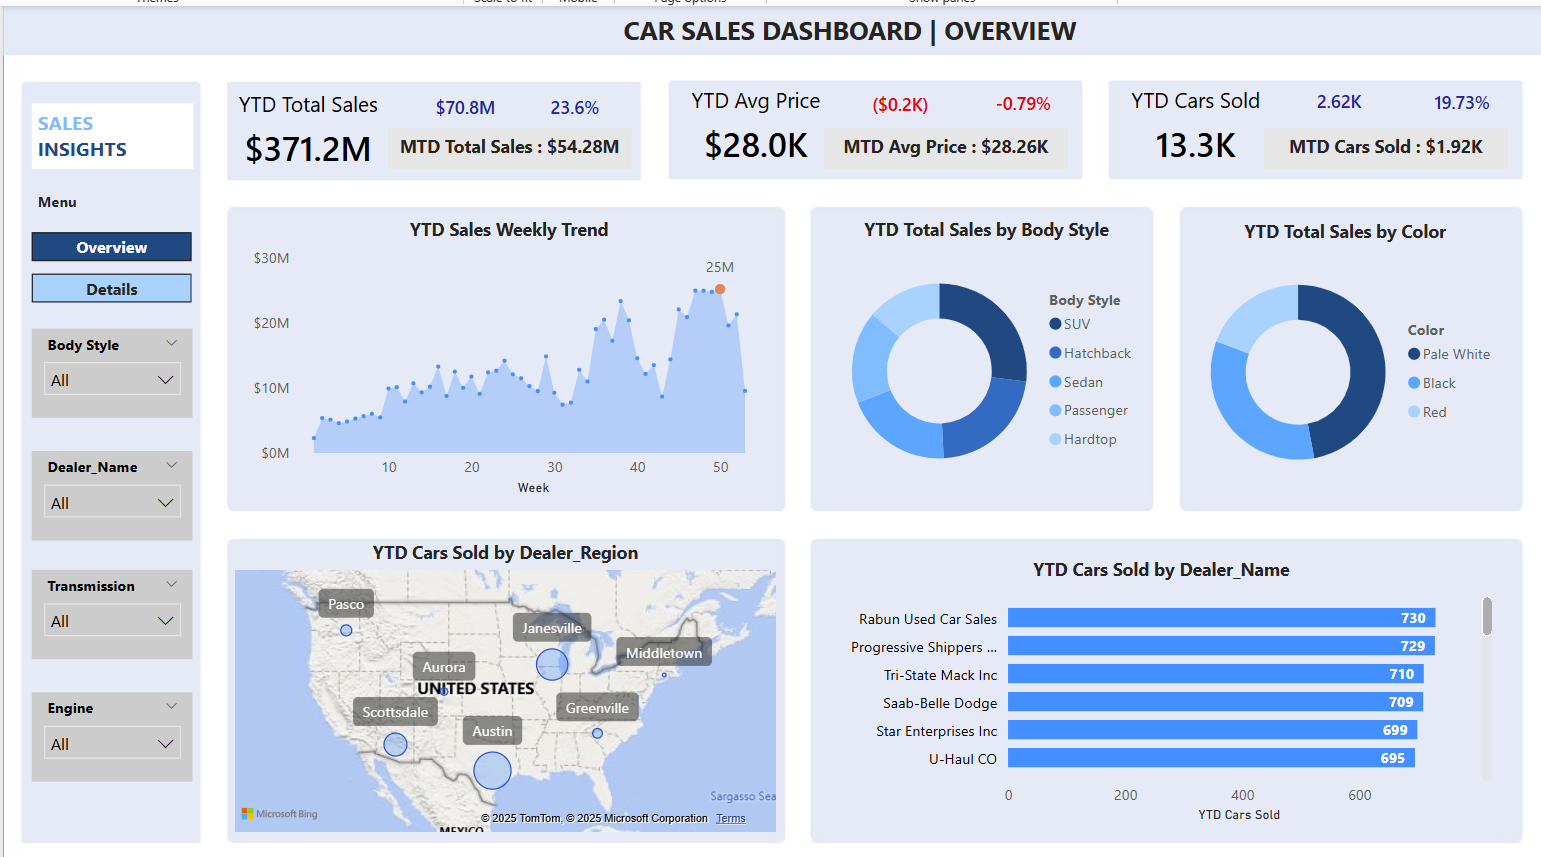 CAR SALES DASHBOARD | OVERVIEW
SALES
INSIGHTS
Menu
Overview
Details
Body Style
All
Dealer_Name
All
Transmission
All
Engine
All
YTD Total Sales
$70.8M
23.6%
$371.2M
MTD Total Sales : $54.28M
YTD Avg Price
($0.2K)
-0.79%
$28.0K
MTD Avg Price : $28.26K
YTD Cars Sold
2.62K
19.73%
13.3K
MTD Cars Sold : $1.92K
YTD Sales Weekly Trend
$30M
$20M
$10M
$0M
25M
10 20 30 40 50
Week
YTD Total Sales by Body Style
Body Style
SUV
Hatchback
Sedan
Passenger
Hardtop
YTD Total Sales by Color
Color
Pale White
Black
Red
YTD Cars Sold by Dealer_Region
Pasco
Janesville
Middletown
Aurora
UNITED STATES
Scottsdale
Greenville
Austin
Sargasso Sea
Microsoft Bing
© 2025 TomTom, © 2025 Microsoft Corporation Terms
MEXICO
YTD Cars Sold by Dealer_Name
Rabun Used Car Sales 730
Progressive Shippers ... 729
Tri-State Mack Inc 710
Saab-Belle Dodge 709
Star Enterprises Inc 699
U-Haul CO 695
0 200 400 600
YTD Cars Sold